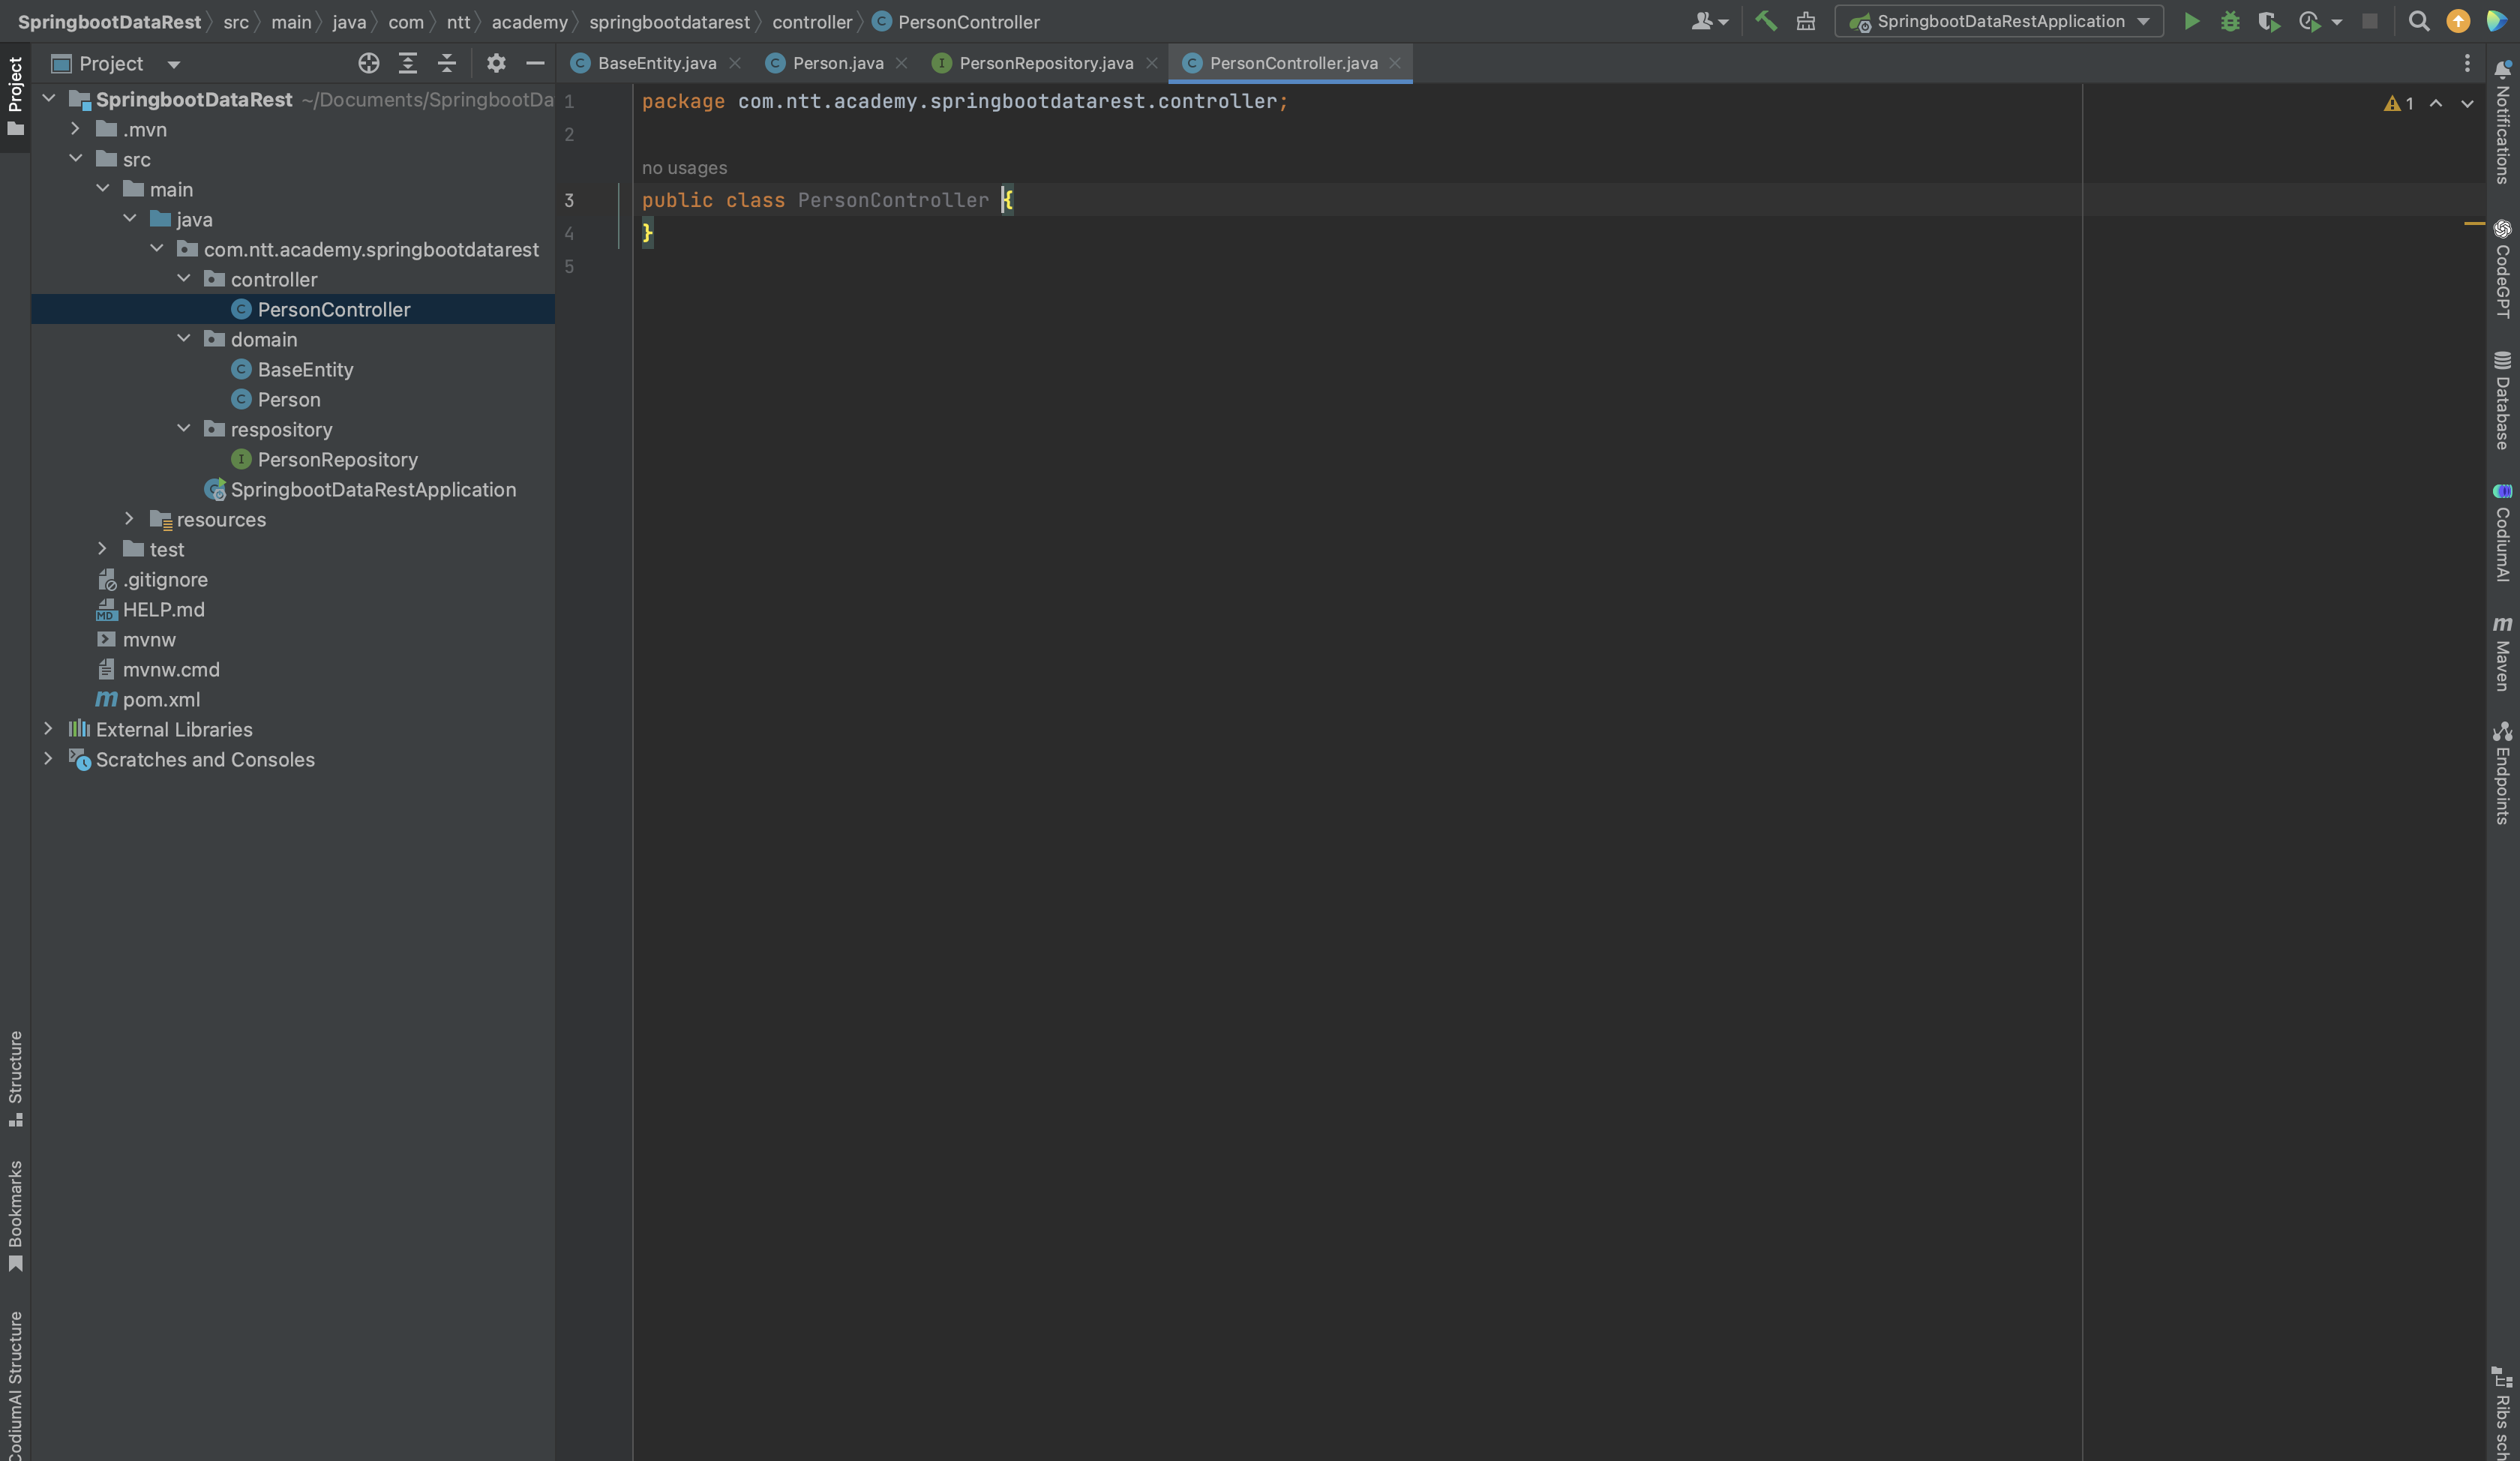 SpringbootDataRest src main java com ntt academy springbootdatarest controller C PersonController
SpringbootDataRestApplication
Project
Project
C BaseEntity.java
C Person.java
I PersonRepository.java
C PersonController.java
SpringbootDataRest ~/Documents/SpringbootDa
.mvn
src
main
java
com.ntt.academy.springbootdatarest
controller
C PersonController
domain
C BaseEntity
C Person
respository
I PersonRepository
SpringbootDataRestApplication
resources
test
.gitignore
MD HELP.md
mvnw
mvnw.cmd
m pom.xml
External Libraries
Scratches and Consoles
1 package com.ntt.academy.springbootdatarest.controller;
2
no usages
3 public class PersonController {
4 }
5
1
Structure
Bookmarks
CodiumAI Structure
Notifications
CodeGPT
Database
CodiumAI
m Maven
Endpoints
Ribs sch